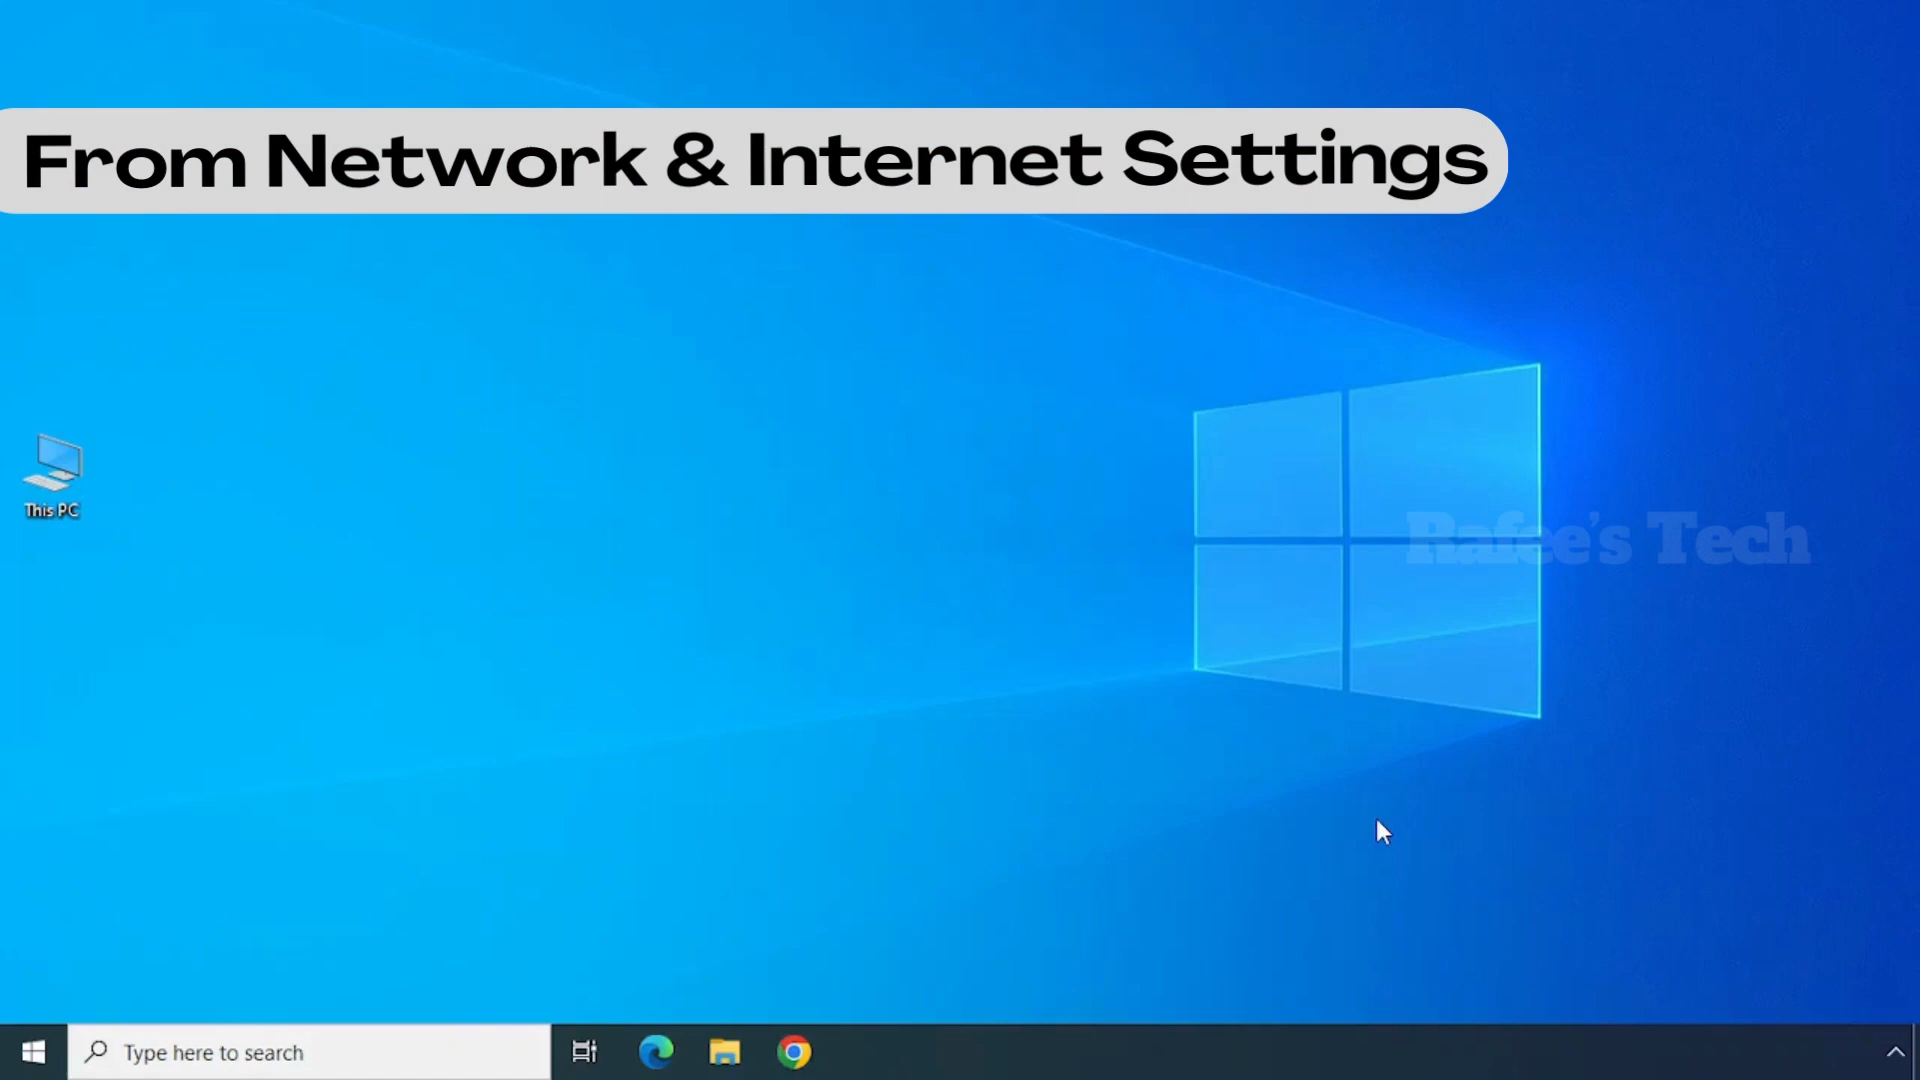 From Network & Internet Settings
This PC
Rafee's Tech
Type here to search